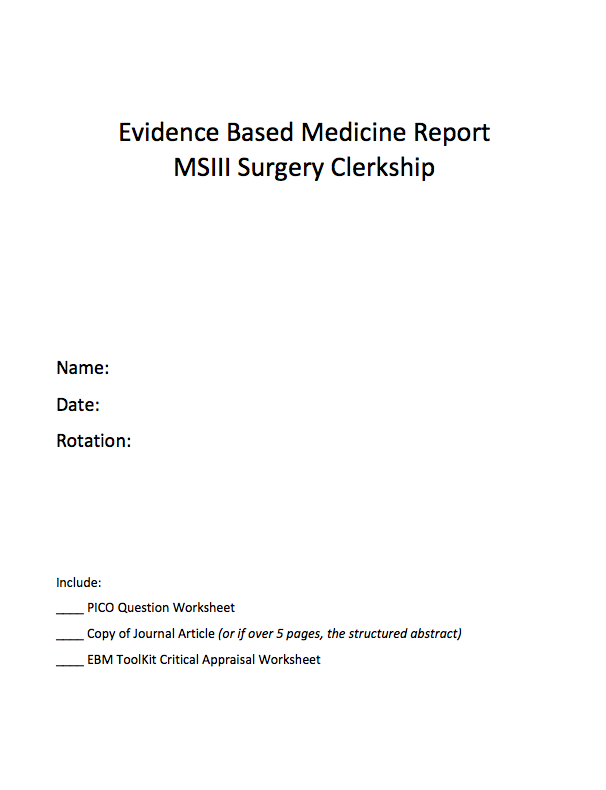 Evidence Based Medicine Report
MSIII Surgery Clerkship
Name:
Date:
Rotation:
Include:
____ PICO Question Worksheet
____ Copy of Journal Article (or if over 5 pages, the structured abstract)
____ EBM ToolKit Critical Appraisal Worksheet